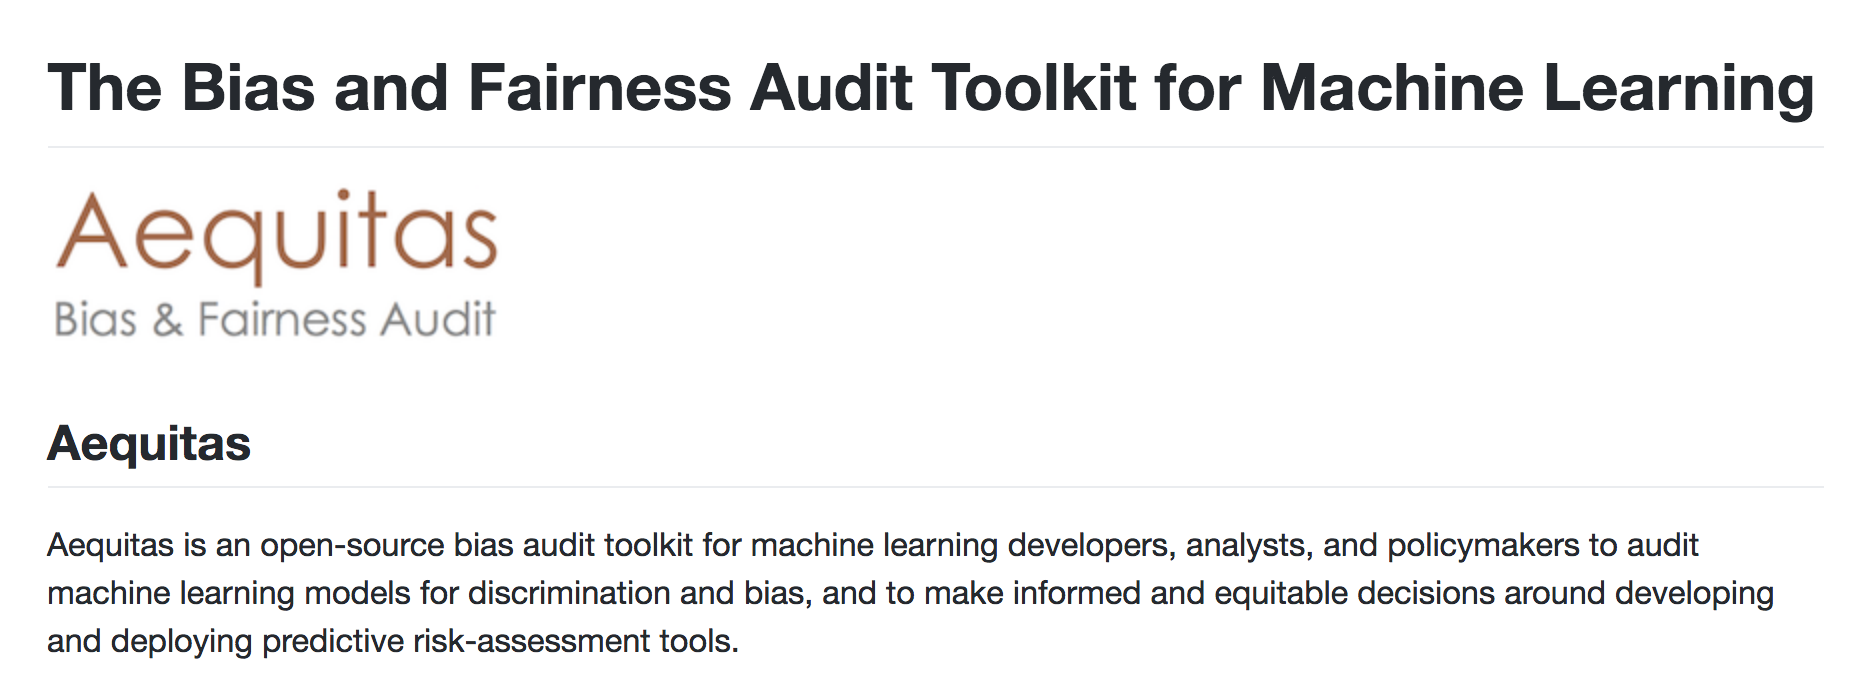 The Bias and Fairness Audit Toolkit for Machine Learning
Aequitas
Bias & Fairness Audit
Aequitas
Aequitas is an open-source bias audit toolkit for machine learning developers, analysts, and policymakers to audit
machine learning models for discrimination and bias, and to make informed and equitable decisions around developing
and deploying predictive risk-assessment tools.